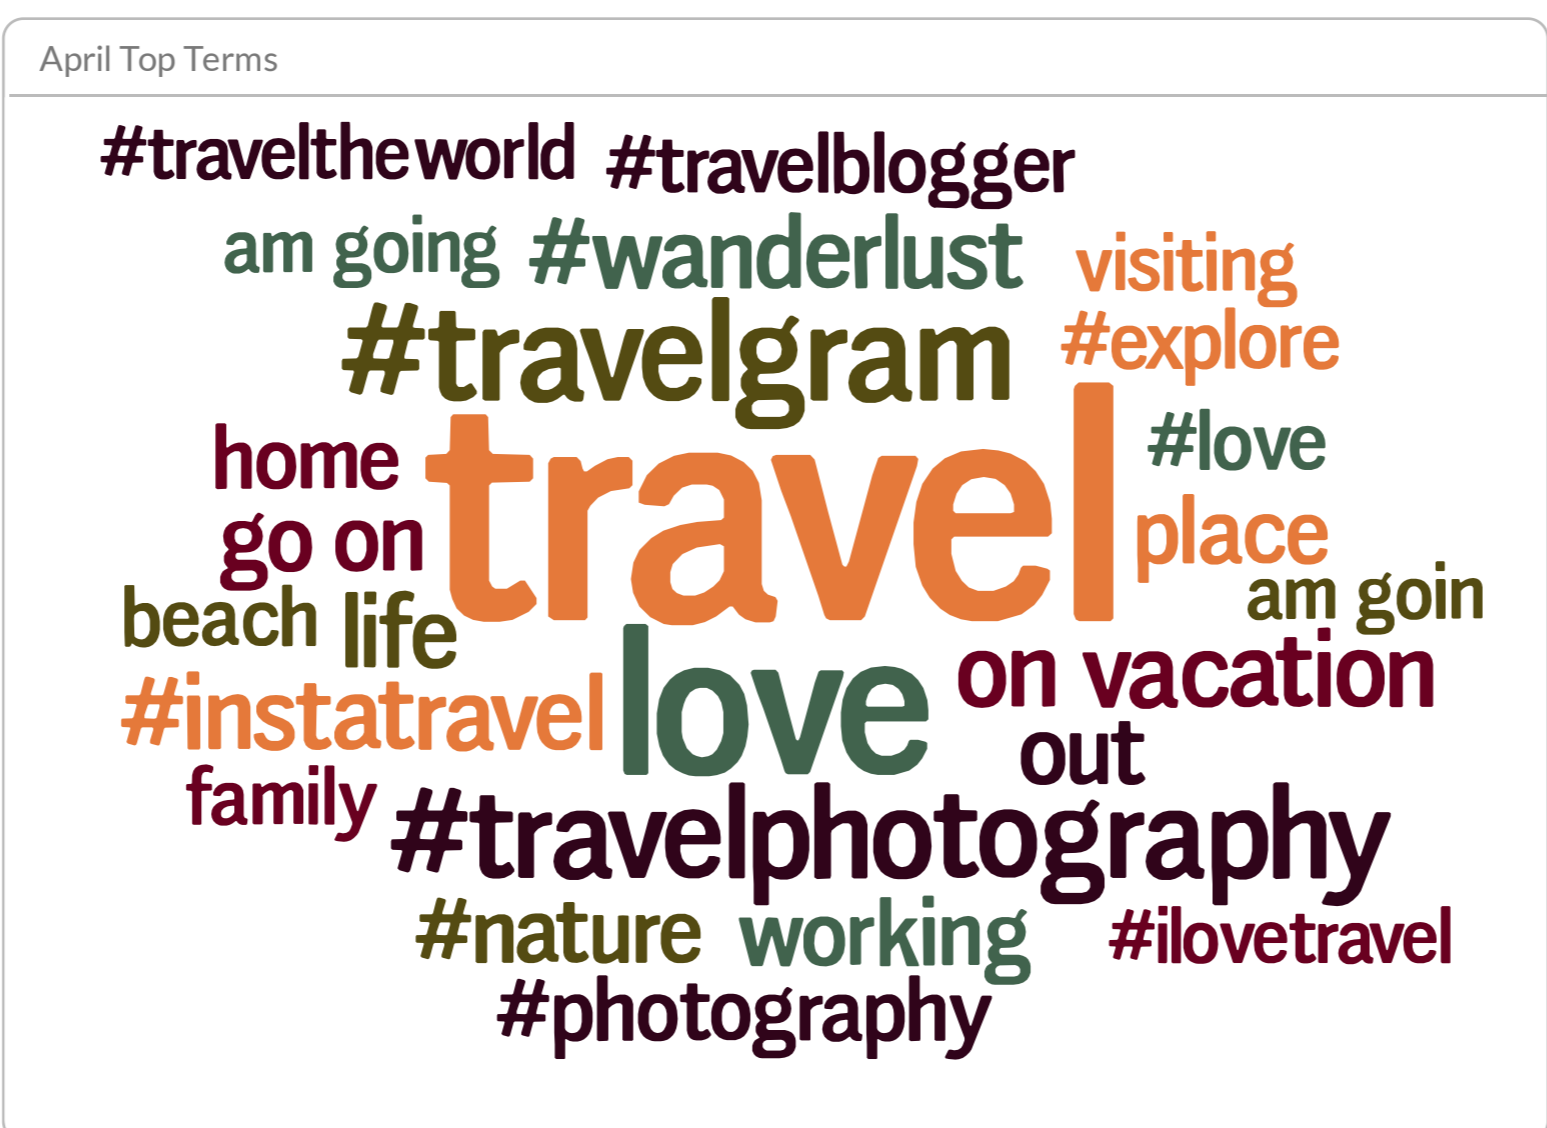 April Top Terms
#traveltheworld #travelblogger
am going #wanderlust visiting
#travelgram #explore
home travel #love
go on place
beach life am goin
#instatravel love on vacation
out
family #travelphotography
#nature working #ilovetravel
#photography